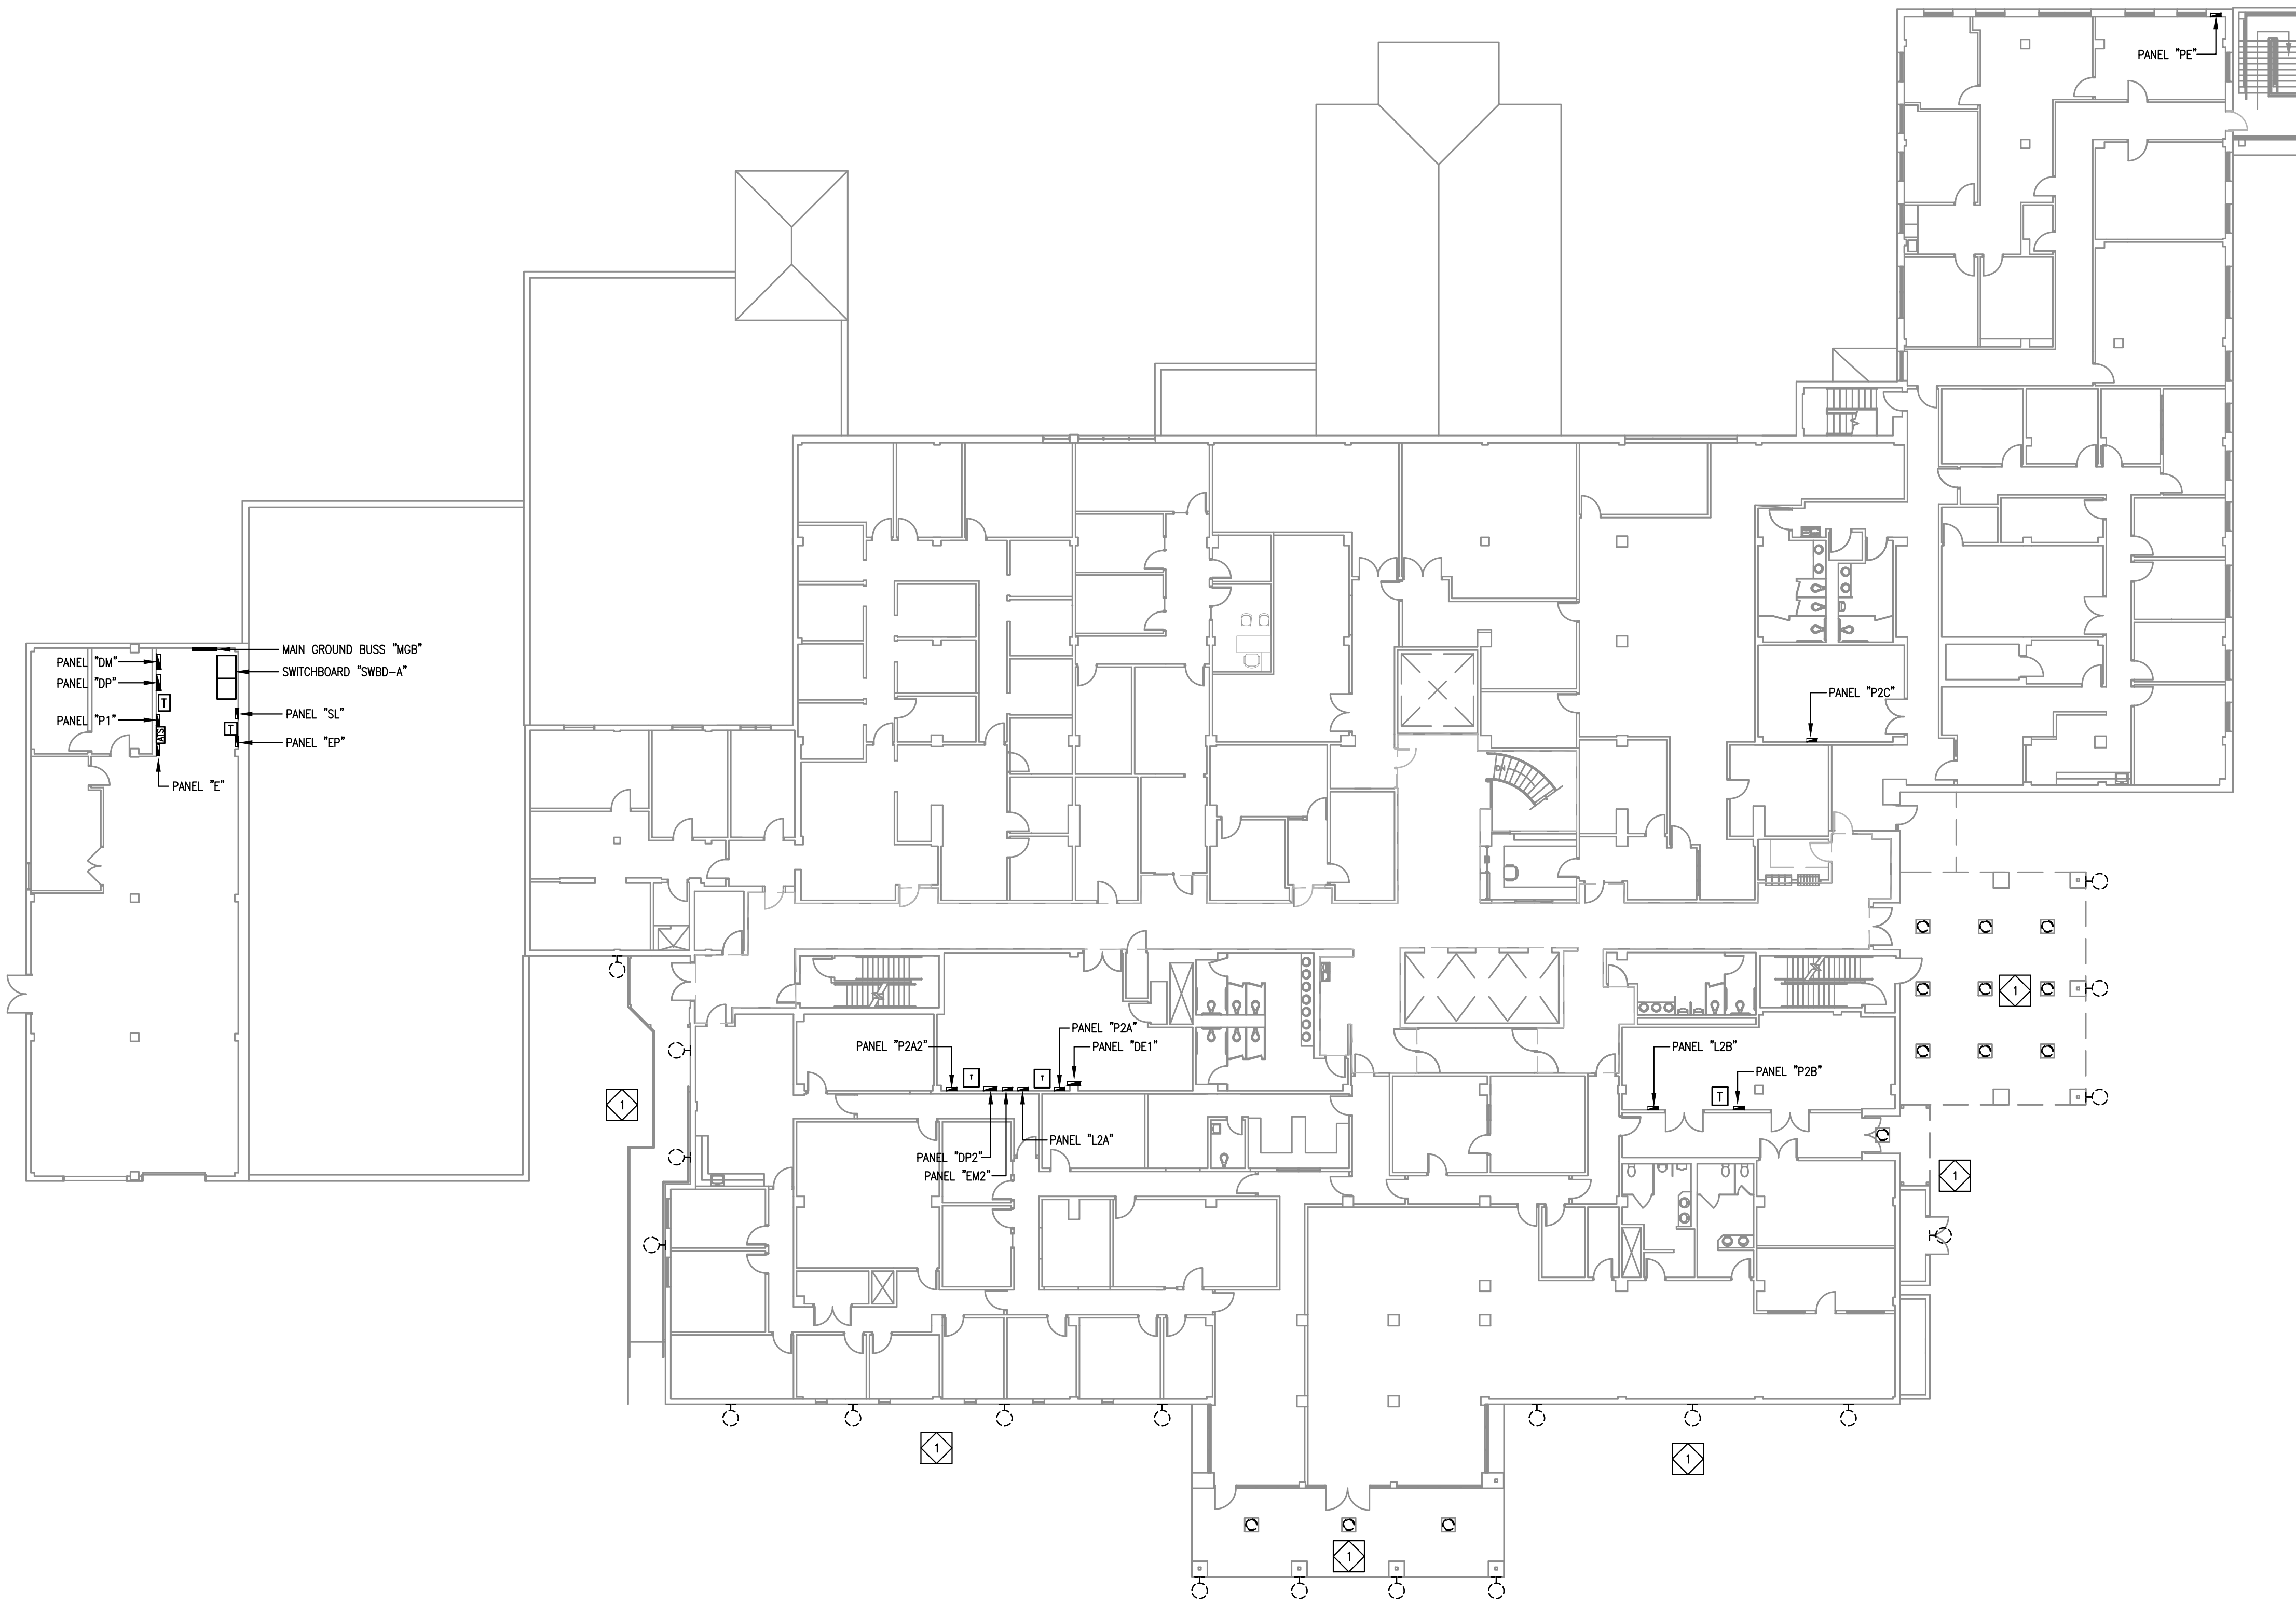 PANEL "PE"
MAIN GROUND BUSS "MGB"
PANEL "DM"
SWITCHBOARD "SWBD-A"
PANEL "DP"
T
PANEL "P2C"
PANEL "SL"
PANEL "P1"
T
ATS1
PANEL "EP"
DN
PANEL "E"
1
PANEL "P2A"
PANEL "P2A2"
PANEL "DE1"
PANEL "L2B"
T
T
PANEL "P2B"
T
1
PANEL "L2A"
PANEL "DP2"
PANEL "EM2"
1
1
1
1